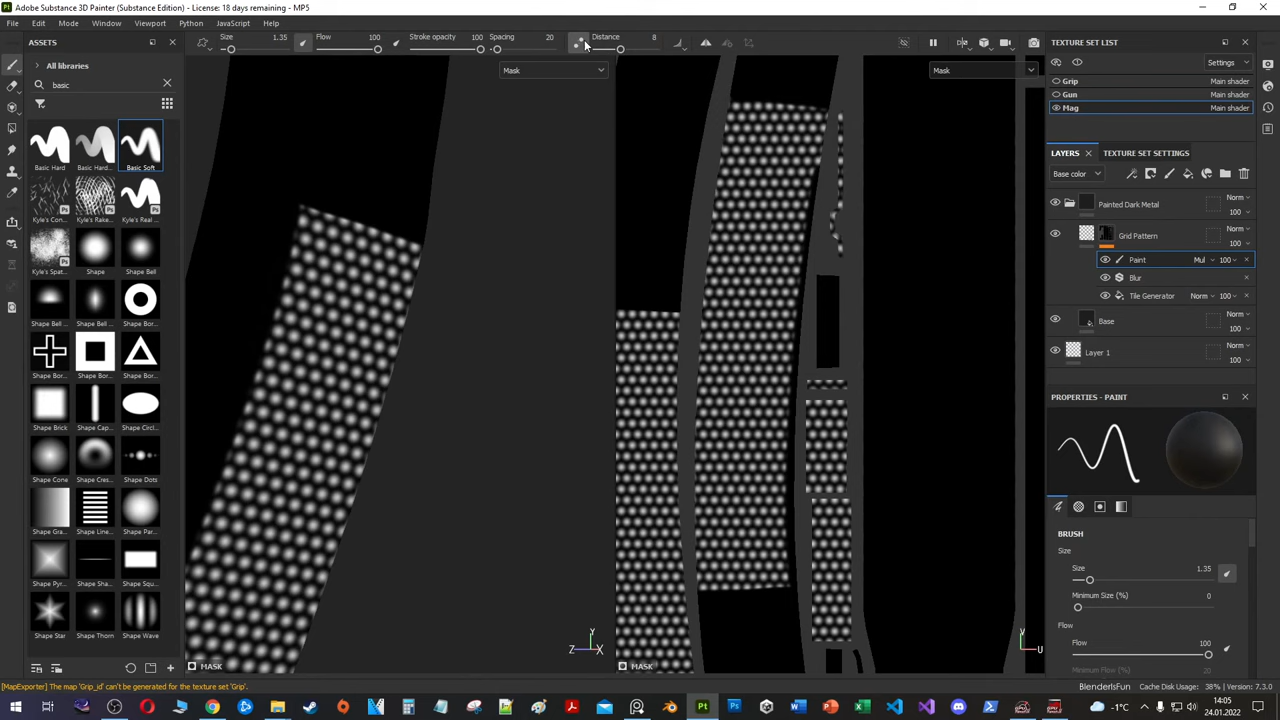 Adobe Substance 3D Painter (Substance Edition) - License: 18 days remaining - MP5
File Edit Mode Window Viewport Python JavaScript Help
Size 1.35 Flow 100 Stroke opacity 100 Spacing 20 Distance 8
ASSETS
All libraries
basic
Basic Hard Basic Hard... Basic Soft
Kyle's Con... Kyle's Rake... Kyle's Real ...
Kyle's Spat... Shape Shape Bell
Shape Bell ... Shape Bell ... Shape Bor...
Shape Bor... Shape Bor... Shape Bor...
Shape Brick Shape Cap... Shape Circl...
Shape Cone Shape Cres... Shape Dots
Shape Gra... Shape Line... Shape Par...
Shape Pyr... Shape Sha... Shape Squ...
Shape Star Shape Thorn Shape Wave
Mask
Mask
Y
Z X
MASK
V
U
MASK
TEXTURE SET LIST
Settings
Grip Main shader
Gun Main shader
Mag Main shader
LAYERS TEXTURE SET SETTINGS
Base color
Painted Dark Metal Norm 100
Grid Pattern Norm 100
Paint Mul 100
Blur
Tile Generator Norm 100
Base Norm 100
Layer 1 Norm 100
PROPERTIES - PAINT
BRUSH
Size
Size 1.35
Minimum Size (%) 0
Flow
Flow 100
Minimum Flow (%) 20
[MapExporter] The map 'Grip_id' can't be generated for the texture set 'Grip'.
BlenderIsFun Cache Disk Usage: 38% | Version: 7.3.0
-1°C
14:05
24.01.2022